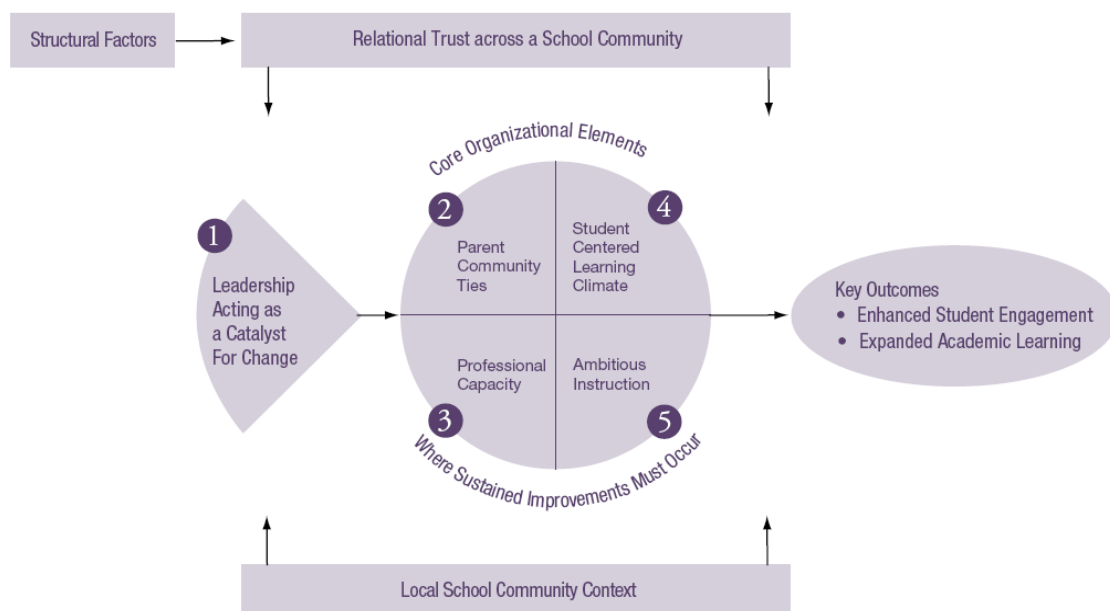 Structural Factors
Relational Trust across a School Community
Core Organizational Elements
1
Leadership
Acting as
a Catalyst
For Change
2
Parent
Community
Ties
4
Student
Centered
Learning
Climate
3
Professional
Capacity
5
Ambitious
Instruction
Where Sustained Improvements Must Occur
Key Outcomes
• Enhanced Student Engagement
• Expanded Academic Learning
Local School Community Context